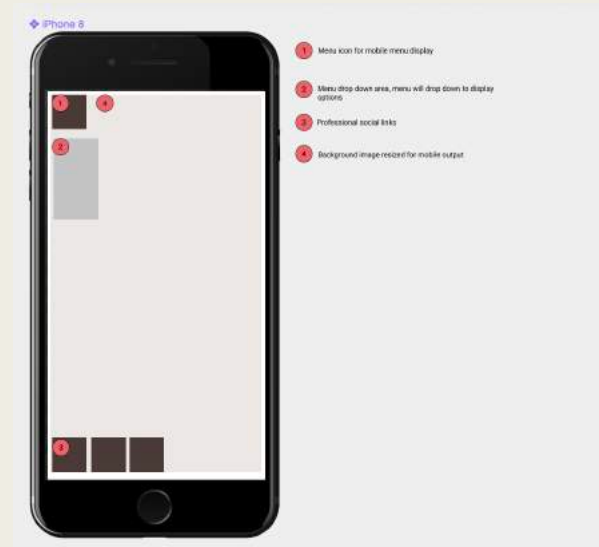 iPhone 8
1 Menu icon for mobile menu display
2 Menu drop down area, menu will drop down to display
options
3 Professional social links
4 Background image resized for mobile output
1
4
2
3